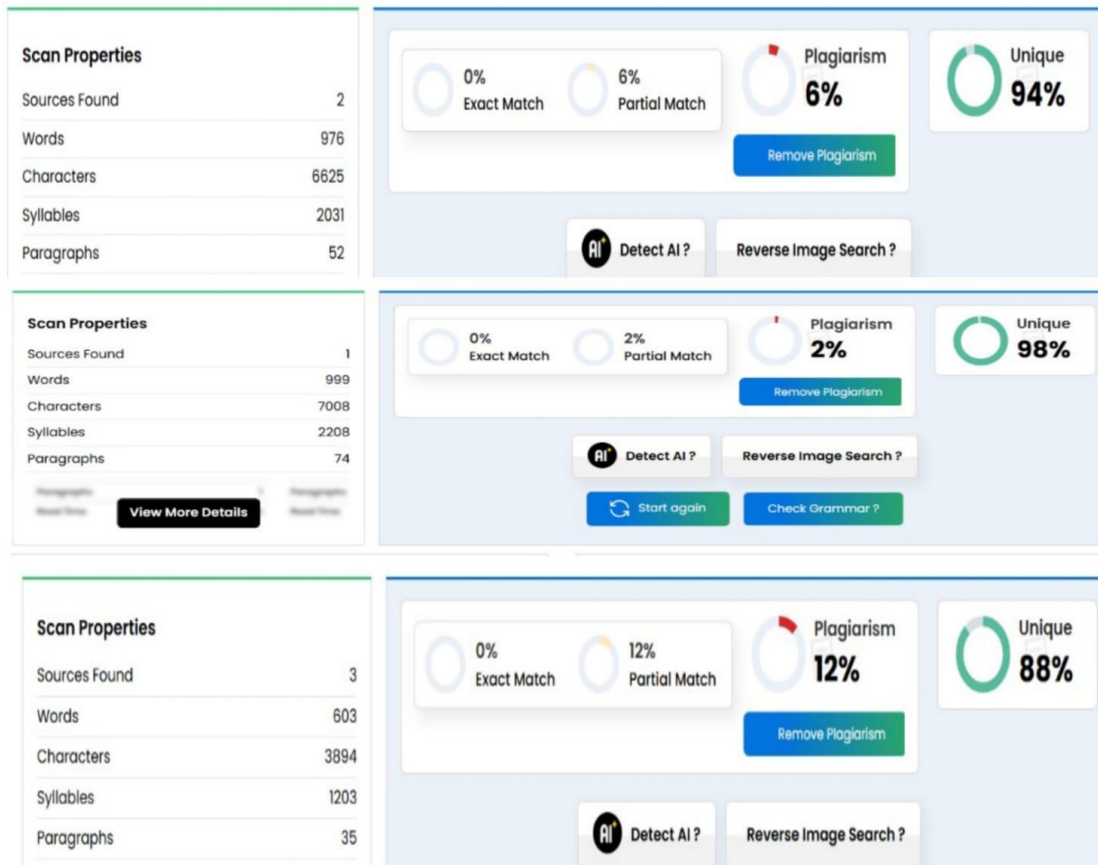 Scan Properties
Sources Found 2
Words 976
Characters 6625
Syllables 2031
Paragraphs 52
0%
Exact Match
6%
Partial Match
Plagiarism
6%
Remove Plagiarism
Unique
94%
AI Detect AI ?
Reverse Image Search ?
Scan Properties
Sources Found 1
Words 999
Characters 7008
Syllables 2208
Paragraphs 74
View More Details
0%
Exact Match
2%
Partial Match
Plagiarism
2%
Remove Plagiarism
Unique
98%
AI Detect AI ?
Reverse Image Search ?
Start again
Check Grammar ?
Scan Properties
Sources Found 3
Words 603
Characters 3894
Syllables 1203
Paragraphs 35
0%
Exact Match
12%
Partial Match
Plagiarism
12%
Remove Plagiarism
Unique
88%
AI Detect AI ?
Reverse Image Search ?